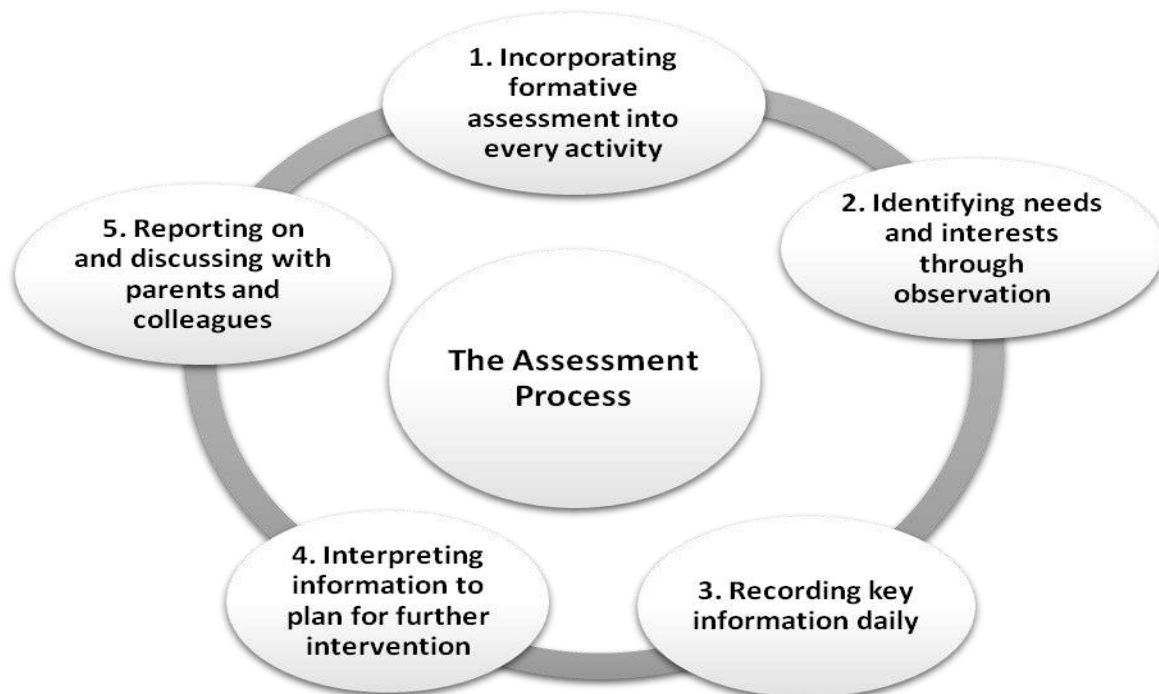 1. Incorporating
formative
assessment into
every activity
2. Identifying needs
and interests
through
observation
5. Reporting on
and discussing with
parents and
colleagues
The Assessment
Process
4. Interpreting
information to
plan for further
intervention
3. Recording key
information daily